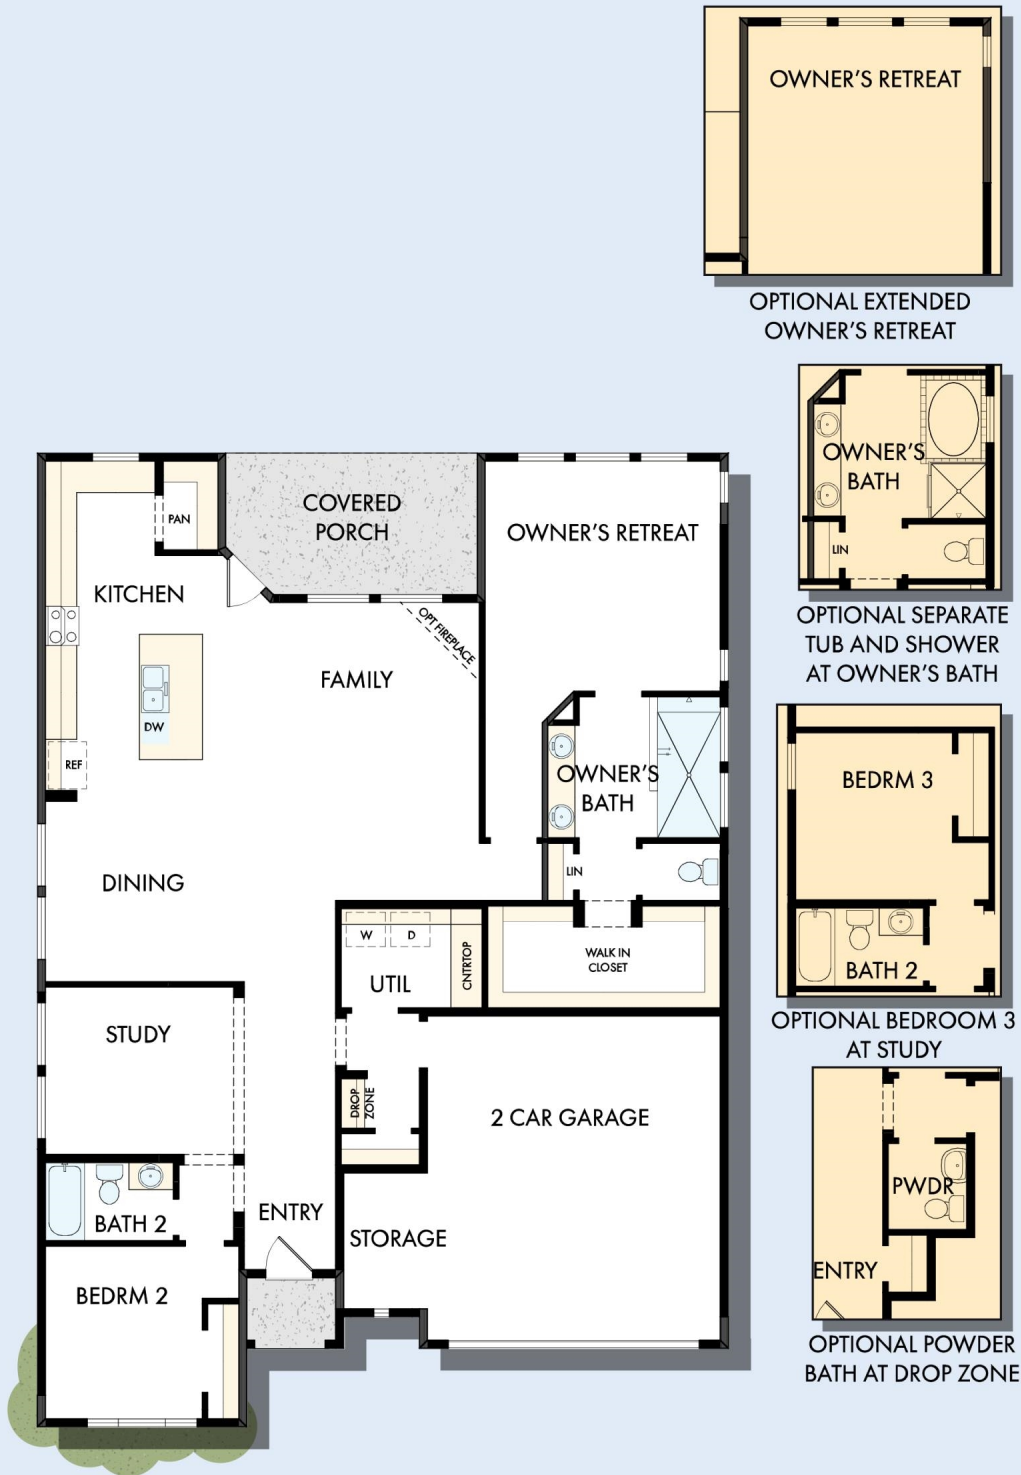 OWNER'S RETREAT
OPTIONAL EXTENDED
OWNER'S RETREAT
OWNER'S
BATH
LIN
OPTIONAL SEPARATE
TUB AND SHOWER
AT OWNER'S BATH
COVERED
PORCH
PAN
OWNER'S RETREAT
KITCHEN
OPT FIREPLACE
FAMILY
DW
REF
OWNER'S
BATH
LIN
DINING
W
D
CNTRTOP
UTIL
WALK IN
CLOSET
STUDY
DROP
ZONE
2 CAR GARAGE
BATH 2
ENTRY
STORAGE
BEDRM 2
BEDRM 3
BATH 2
OPTIONAL BEDROOM 3
AT STUDY
PWDR
ENTRY
OPTIONAL POWDER
BATH AT DROP ZONE